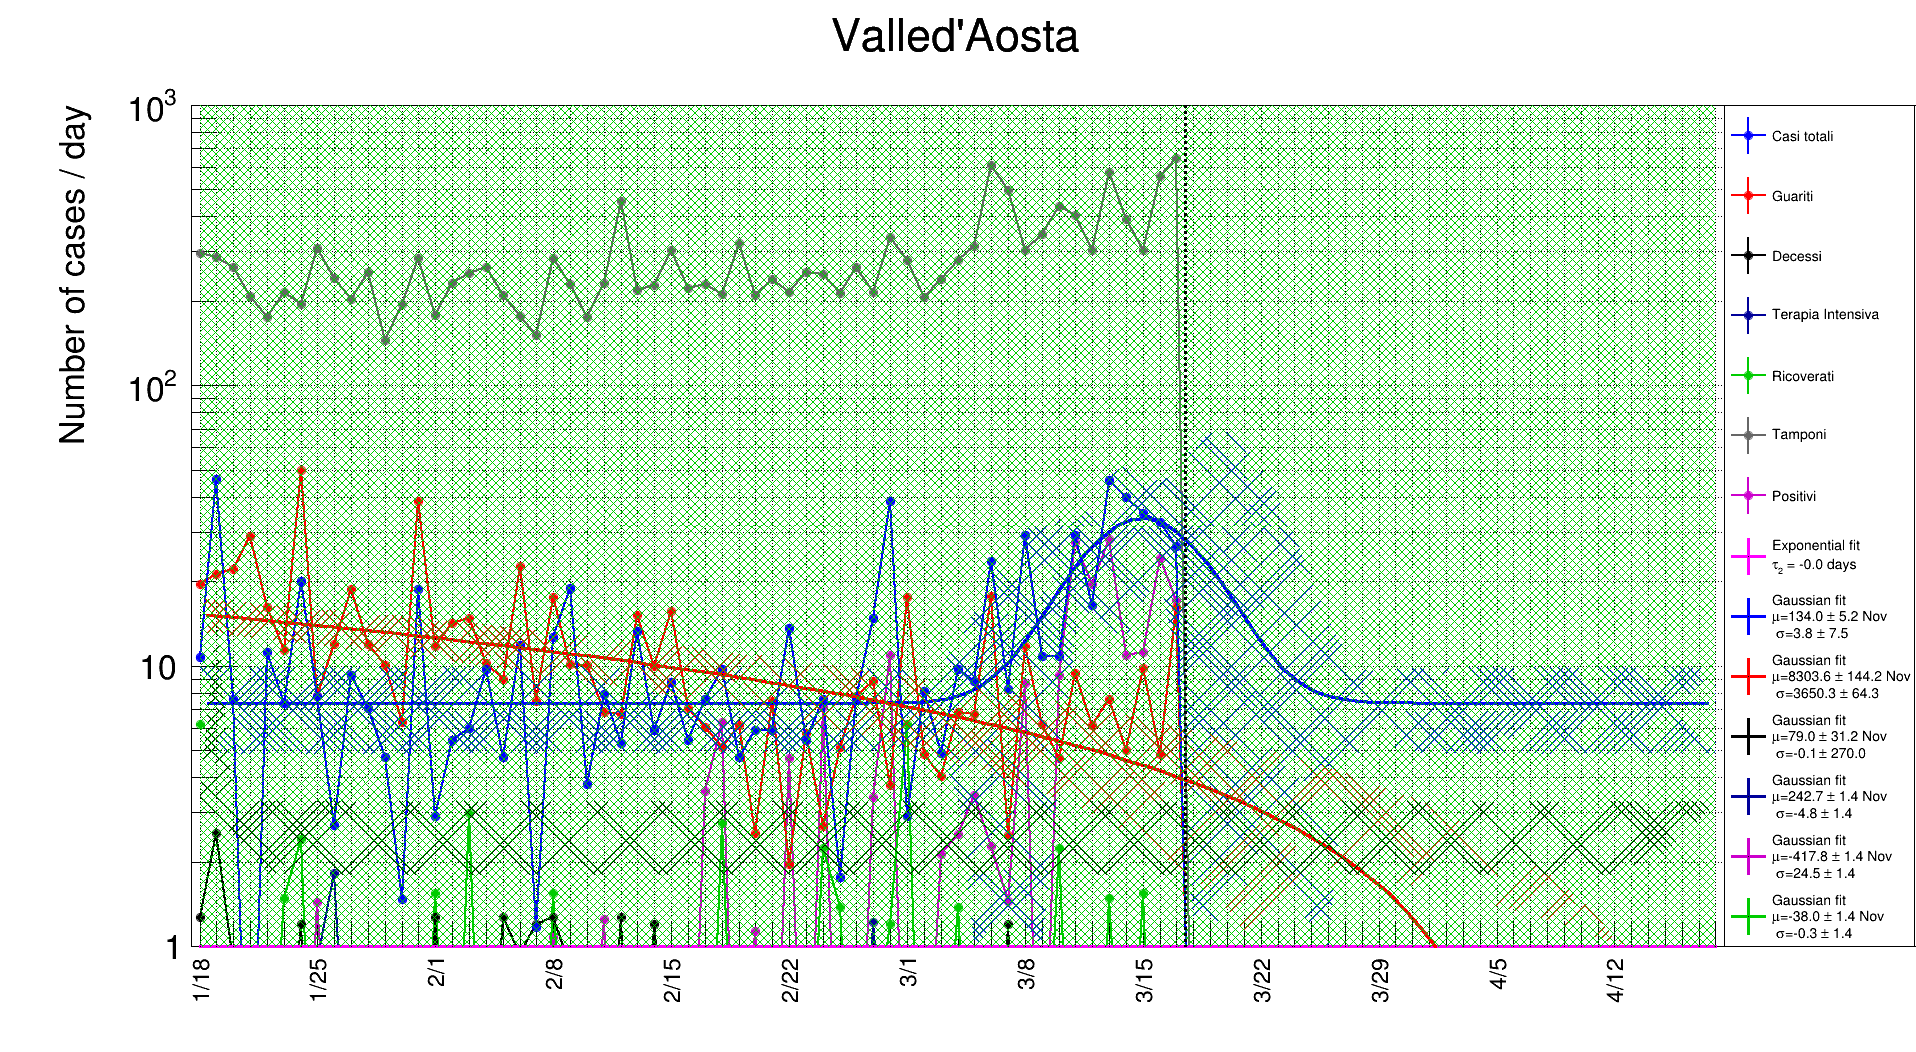 Valled'Aosta
Number of cases / day
10³
10²
10
1
1/18
1/25
2/1
2/8
2/15
2/22
3/1
3/8
3/15
3/22
3/29
4/5
4/12
Casi totali
Guariti
Decessi
Terapia Intensiva
Ricoverati
Tamponi
Positivi
Exponential fit
τ₂ = -0.0 days
Gaussian fit
μ=134.0 ± 5.2 Nov
σ=3.8 ± 7.5
Gaussian fit
μ=8303.6 ± 144.2 Nov
σ=3650.3 ± 64.3
Gaussian fit
μ=79.0 ± 31.2 Nov
σ=-0.1 ± 270.0
Gaussian fit
μ=242.7 ± 1.4 Nov
σ=-4.8 ± 1.4
Gaussian fit
μ=-417.8 ± 1.4 Nov
σ=24.5 ± 1.4
Gaussian fit
μ=-38.0 ± 1.4 Nov
σ=-0.3 ± 1.4